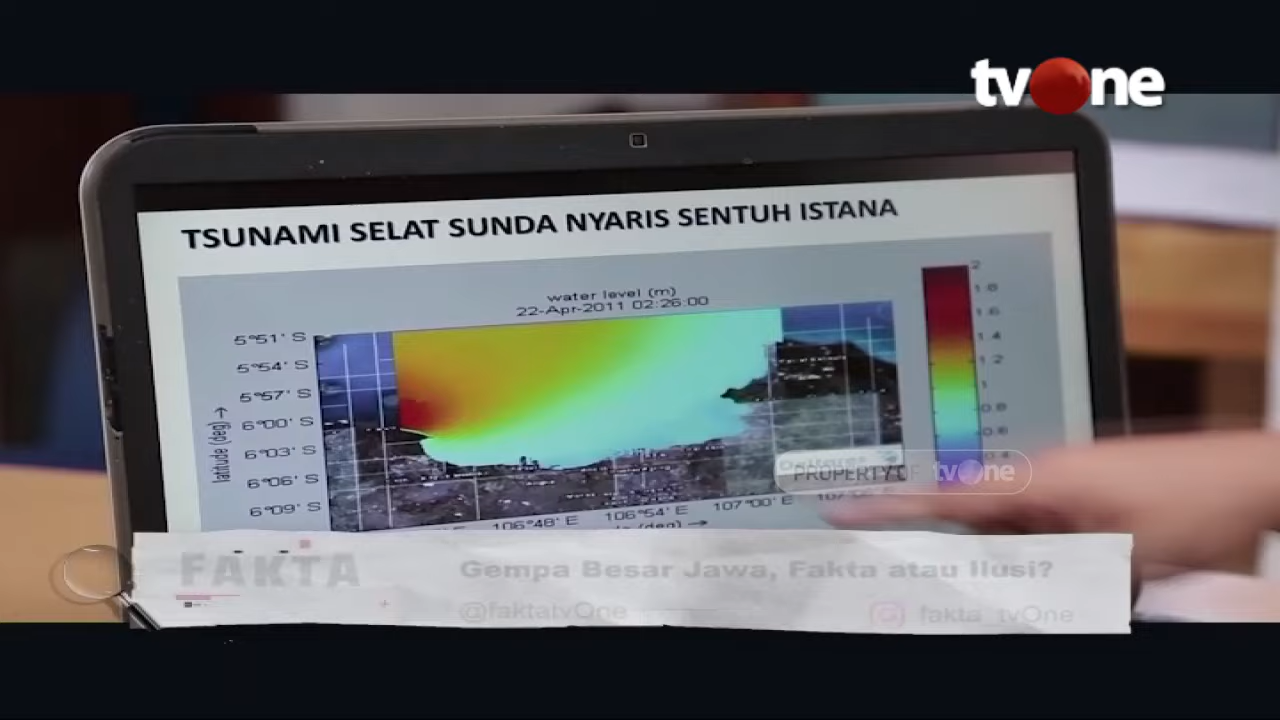 tvOne
TSUNAMI SELAT SUNDA NYARIS SENTUH ISTANA
water level (m)
22-Apr-2011 02:26:00
5°51' S
5°54' S
5°57' S
6°00' S
6°03' S
6°06' S
6°09' S
latitude (deg) →
2
1.8
1.6
1.4
1.2
1
0.8
0.6
106°48' E
106°54' E
107°00' E
(deg) →
PROPERTY OF tvOne
FAKTA
Gempa Besar Jawa, Fakta atau Ilusi?
@faktatvOne
fakta_tvOne